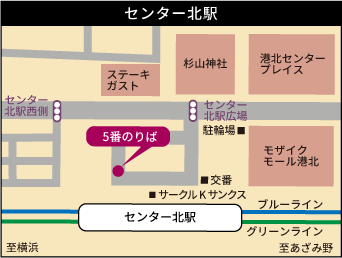 センター北駅
杉山神社
港北センター
プレイス
ステーキ
ガスト
センター
北駅西側
センター
北駅広場
駐輪場■
5番のりば
モザイク
モール港北
■交番
■サークルKサンクス
センター北駅
ブルーライン
グリーンライン
至横浜
至あざみ野